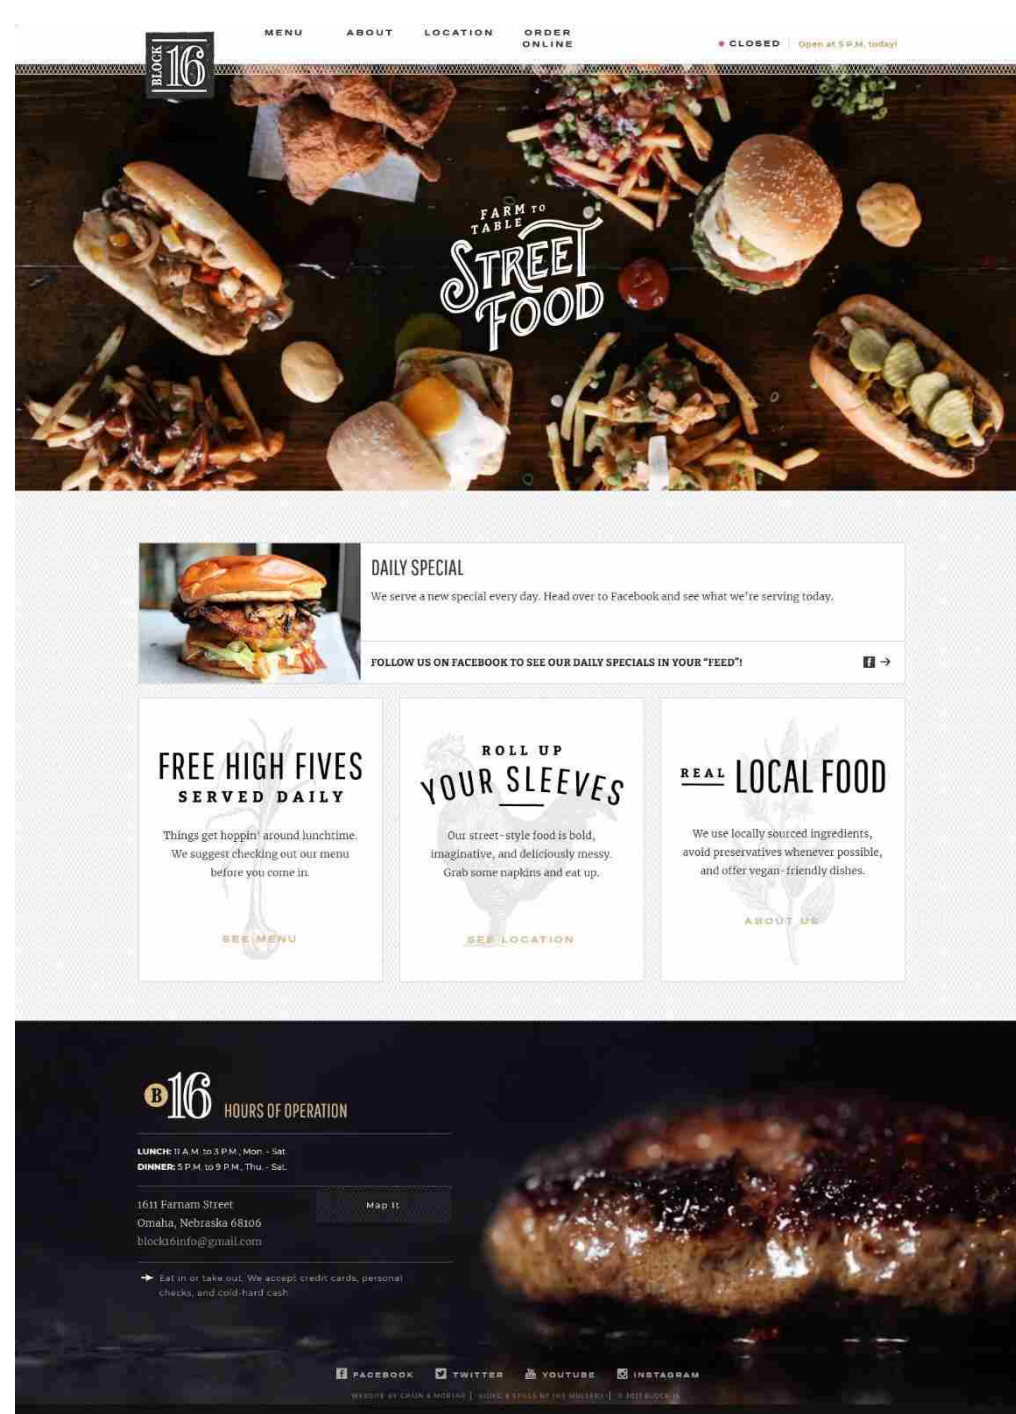 MENU
ABOUT
LOCATION
ORDER
ONLINE
CLOSED
Open at 5 P.M. today!
BLOCK
16
FARM TO
TABLE
STREET
FOOD
DAILY SPECIAL
We serve a new special every day. Head over to Facebook and see what we're serving today.
FOLLOW US ON FACEBOOK TO SEE OUR DAILY SPECIALS IN YOUR "FEED"!
FREE HIGH FIVES
SERVED DAILY
Things get hoppin' around lunchtime.
We suggest checking out our menu
before you come in.
SEE MENU
ROLL UP
YOUR SLEEVES
Our street-style food is bold,
imaginative, and deliciously messy.
Grab some napkins and eat up.
SEE LOCATION
REAL LOCAL FOOD
We use locally sourced ingredients,
avoid preservatives whenever possible,
and offer vegan-friendly dishes.
ABOUT US
B 16 HOURS OF OPERATION
LUNCH: 11 A.M. to 3 P.M., Mon. - Sat.
DINNER: 5 P.M. to 9 P.M., Thu. - Sat.
1611 Farnam Street
Omaha, Nebraska 68106
block16info@gmail.com
Map It
Eat in or take out. We accept credit cards, personal
checks, and cold-hard cash
FACEBOOK
TWITTER
YOUTUBE
INSTAGRAM
WEBSITE BY